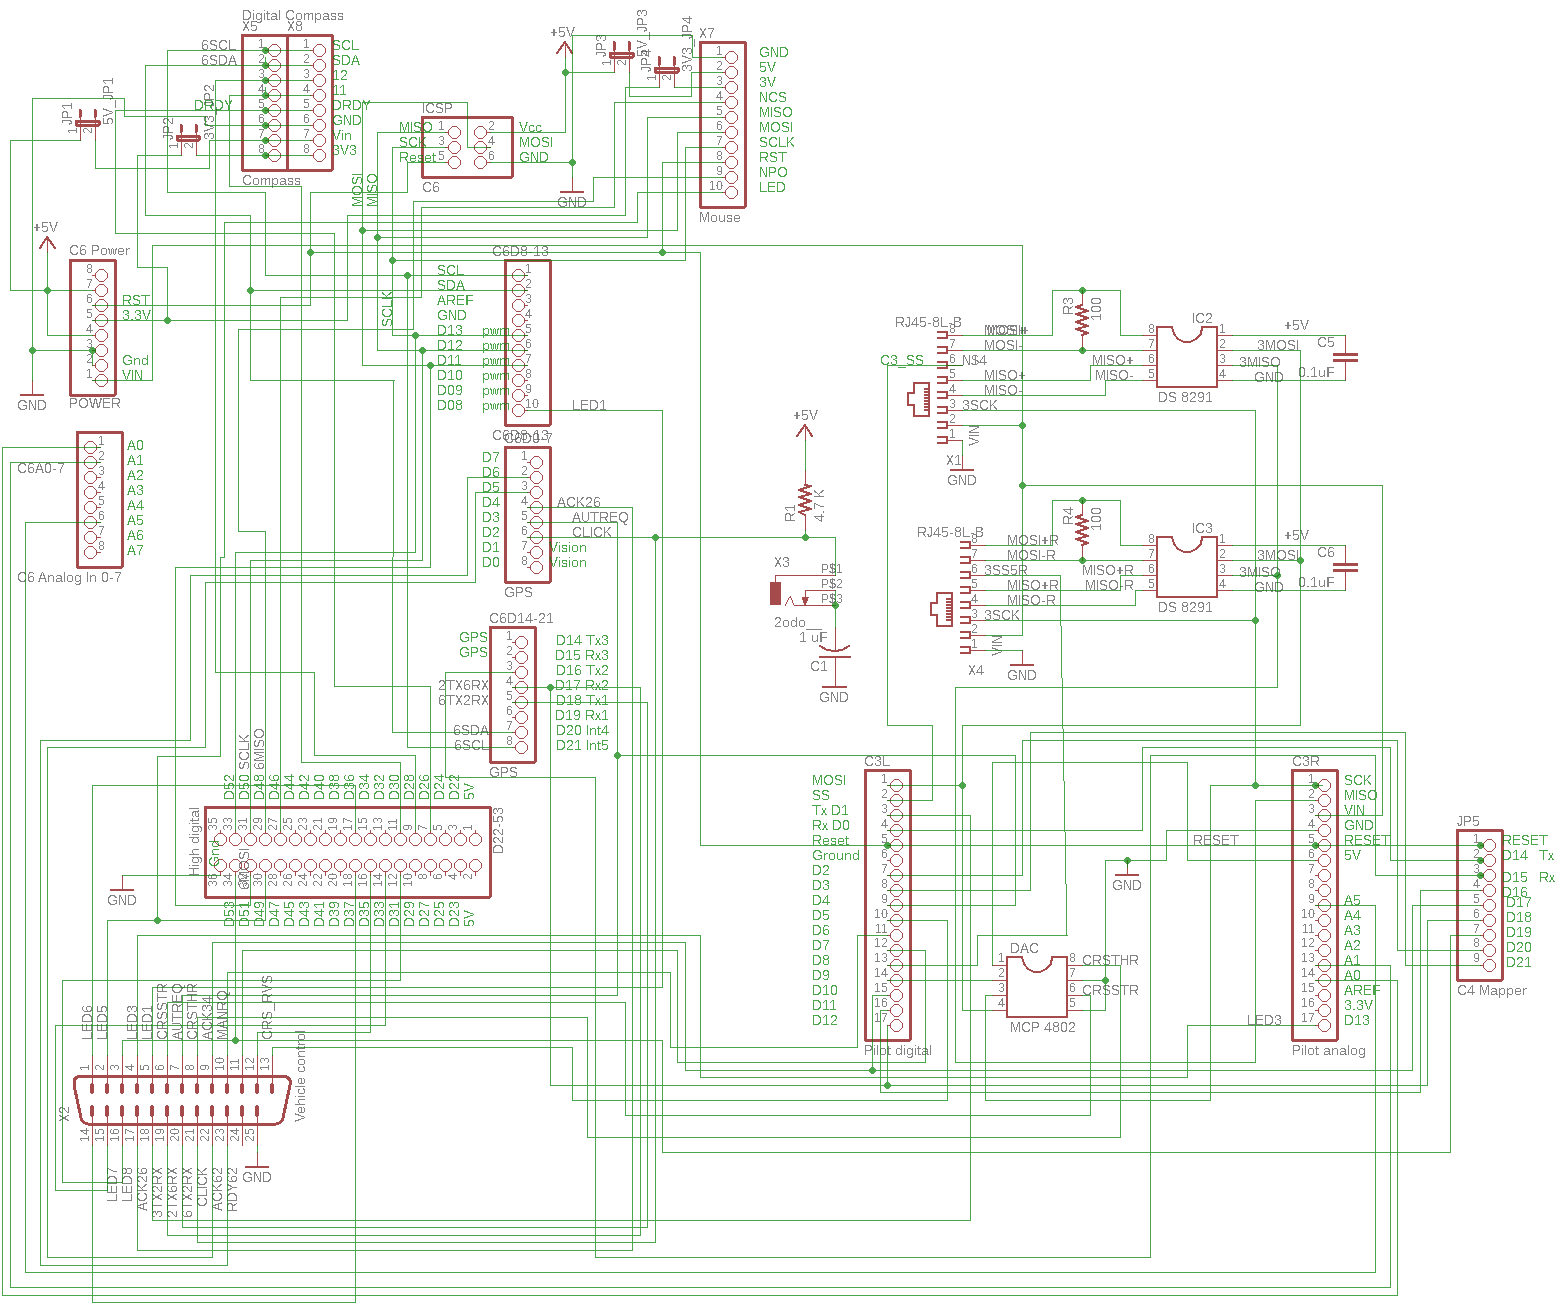 Digital Compass
X5 X8
6SCL
6SDA
DRDY
1
2
3
4
5
6
7
8
1
2
3
4
5
6
7
8
SCL
SDA
12
11
DRDY
GND
Vin
3V3
Compass
JP1
1
2
5V_JP1
JP2
1
2
3V3_JP2
+5V
JP3
1
2
5V_JP3
JP4
1
2
3V3_JP4
X7
1
2
3
4
5
6
7
8
9
10
GND
5V
3V
NCS
MISO
MOSI
SCLK
RST
NPO
LED
Mouse
ICSP
MISO
SCK
Reset
1
3
5
2
4
6
Vcc
MOSI
GND
C6
GND
MOSI
MISO
SCLK
+5V
C6 Power
8
7
6
5
4
3
2
1
RST
3.3V
Gnd
VIN
POWER
GND
C6D8-13
SCL
SDA
AREF
GND
D13 pwm
D12 pwm
D11 pwm
D10 pwm
D09 pwm
D08 pwm
1
2
3
4
5
6
7
8
9
10
LED1
C6D8-13
C6A0-7
1
2
3
4
5
6
7
8
A0
A1
A2
A3
A4
A5
A6
A7
C6 Analog In 0-7
C6D0-7
D7
D6
D5
D4
D3
D2
D1
D0
1
2
3
4
5
6
7
8
ACK26
AUTREQ
CLICK
Vision
Vision
GPS
C6D14-21
GPS
GPS
2TX6RX
6TX2RX
6SDA
6SCL
1
2
3
4
5
6
7
8
D14 Tx3
D15 Rx3
D16 Tx2
D17 Rx2
D18 Tx1
D19 Rx1
D20 Int4
D21 Int5
GPS
RJ45-8L-B
C3_SS
8
7
6
5
4
3
2
1
MOSI+
MOSI-
N$4
MISO+
MISO-
3SCK
VIN
X1
GND
R3
100
IC2
MISO+
MISO-
8
7
6
5
1
2
3
4
DS 8291
+5V
3MOSI
3MISO
GND
C5
0.1uF
RJ45-8L-B
8
7
6
5
4
3
2
1
MOSI+R
MOSI-R
3SS5R
MISO+R
MISO-R
3SCK
VIN
X4
GND
R4
100
IC3
MISO+R
MISO-R
8
7
6
5
1
2
3
4
DS 8291
+5V
3MOSI
3MISO
GND
C6
0.1uF
+5V
R1
4.7 K
X3
P$1
P$2
P$3
2odo__
1 uF
C1
GND
6MISO
SCLK
D52
D50
D48
D46
D44
D42
D40
D38
D36
D34
D32
D30
D28
D26
D24
D22
5V
High digital
Gnd
35
33
31
29
27
25
23
21
19
17
15
13
11
9
7
5
3
1
36
34
32
30
28
26
24
22
20
18
16
14
12
10
8
6
4
2
D22-53
6MOSI
D53
D51
D49
D47
D45
D43
D41
D39
D37
D35
D33
D31
D29
D27
D25
D23
5V
GND
C3L
MOSI
SS
Tx D1
Rx D0
Reset
Ground
D2
D3
D4
D5
D6
D7
D8
D9
D10
D11
D12
1
2
3
4
5
6
7
8
9
10
11
12
13
14
15
16
17
Pilot digital
DAC
1
2
3
4
8
7
6
5
CRSTHR
CRSSTR
MCP 4802
GND
C3R
RESET
LED3
1
2
3
4
5
6
7
8
9
10
11
12
13
14
15
16
17
SCK
MISO
VIN
GND
RESET
5V
A5
A4
A3
A2
A1
A0
AREF
3.3V
D13
Pilot analog
JP5
1
2
3
4
5
6
7
8
9
RESET
D14 Tx
D15 Rx
D16
D17
D18
D19
D20
D21
C4 Mapper
LED6
LED5
LED3
LED1
CRSSTR
AUTREQ
CRSTHR
ACK34
MANRQ
CRS_RVS
1
2
3
4
5
6
7
8
9
10
11
12
13
X2
Vehicle control
14
15
16
17
18
19
20
21
22
23
24
25
LED7
LED8
ACK26
3TX2RX
2TX6RX
6TX2RX
CLICK
ACK62
RDY62
GND